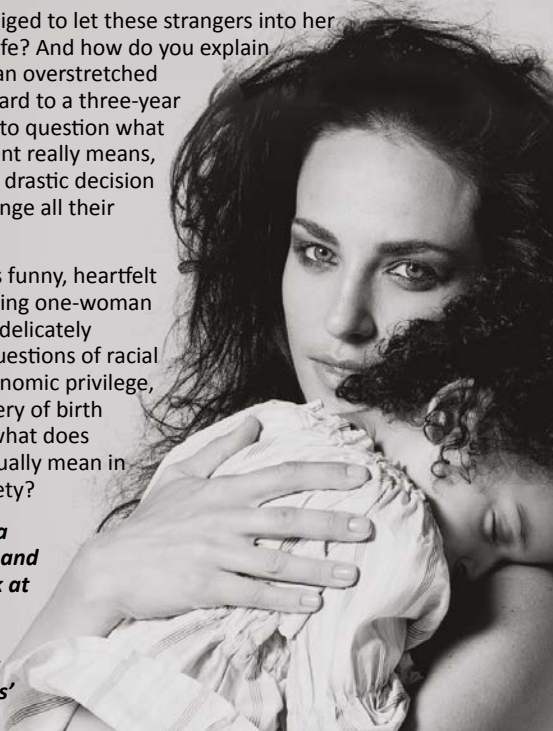 iged to let these strangers into her
fe? And how do you explain
an overstretched
ard to a three-year
to question what
nt really means,
drastic decision
nge all their
s funny, heartfelt
ing one-woman
delicately
uestions of racial
nomic privilege,
ery of birth
what does
ually mean in
ety?
a
and
k at
s’